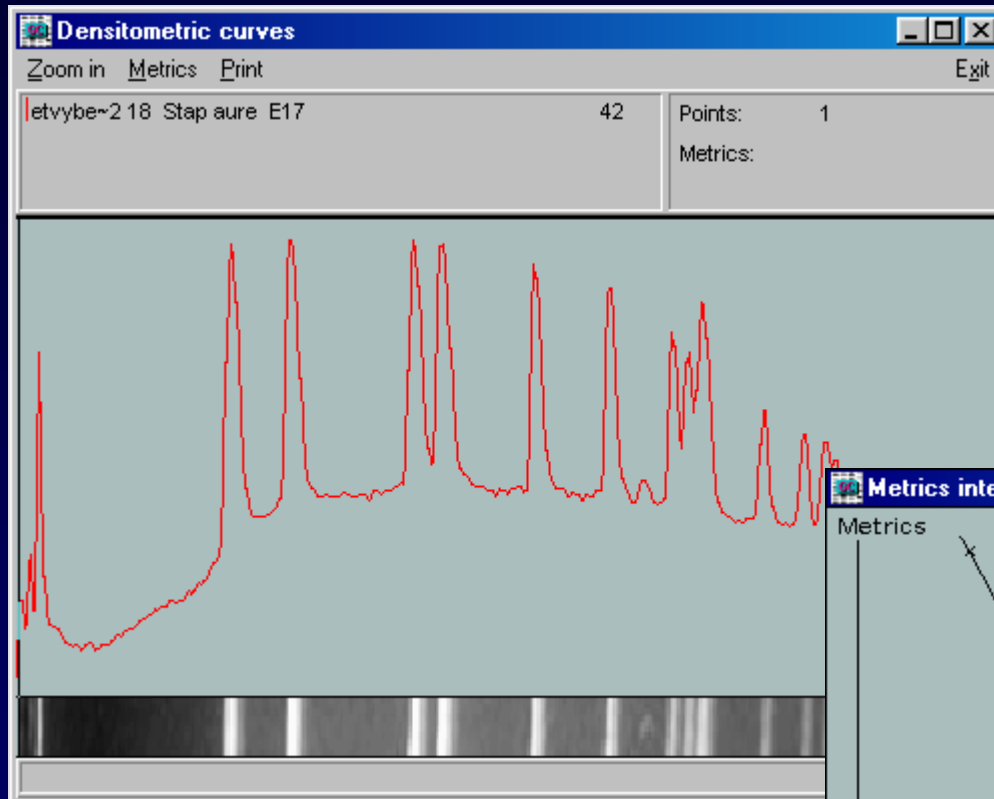 Densitometric curves
Zoom in Metrics Print Exit
etvybe~2 18 Stap aure E17 42
Points: 1
Metrics:
Metrics inte
Metrics